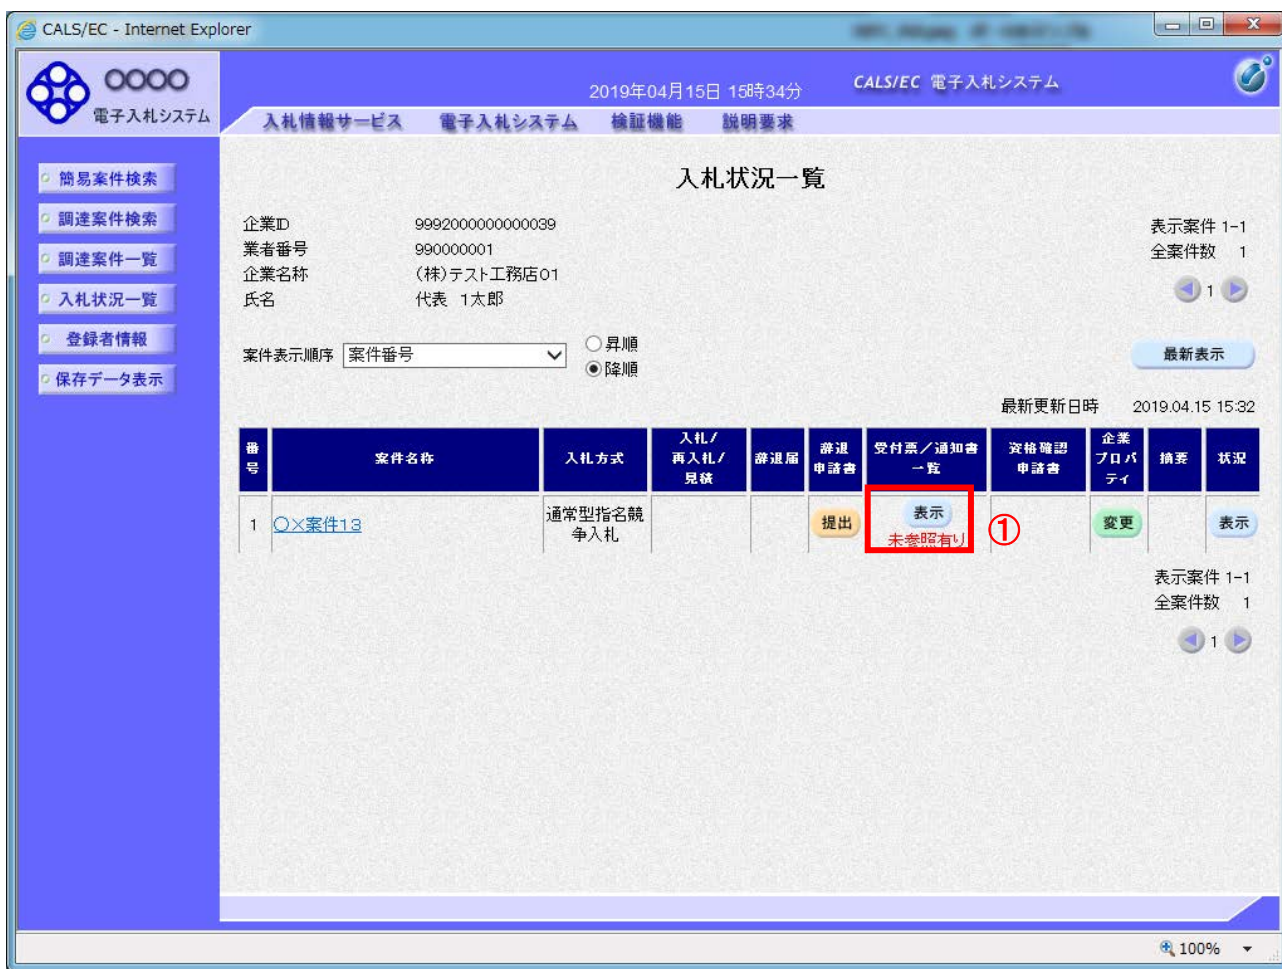 CALS/EC - Internet Explorer
〇〇〇〇
電子入札システム
2019年04月15日 15時34分
CALS/EC 電子入札システム
入札情報サービス 電子入札システム 検証機能 説明要求
簡易案件検索
調達案件検索
調達案件一覧
入札状況一覧
登録者情報
保存データ表示
入札状況一覧
企業ID 9992000000000039
業者番号 990000001
企業名称 (株)テスト工務店01
氏名 代表 1太郎
表示案件 1-1
全案件数 1
1
案件表示順序 案件番号
昇順
降順
最新表示
最新更新日時 2019.04.15 15:32
番号 案件名称 入札方式 入札/再入札/見積 辞退届 辞退申請書 受付票/通知書一覧 資格確認申請書 企業プロパティ 摘要 状況
1 〇×案件13 通常型指名競争入札 提出 表示 未参照有り 変更 表示
①
表示案件 1-1
全案件数 1
1
100%